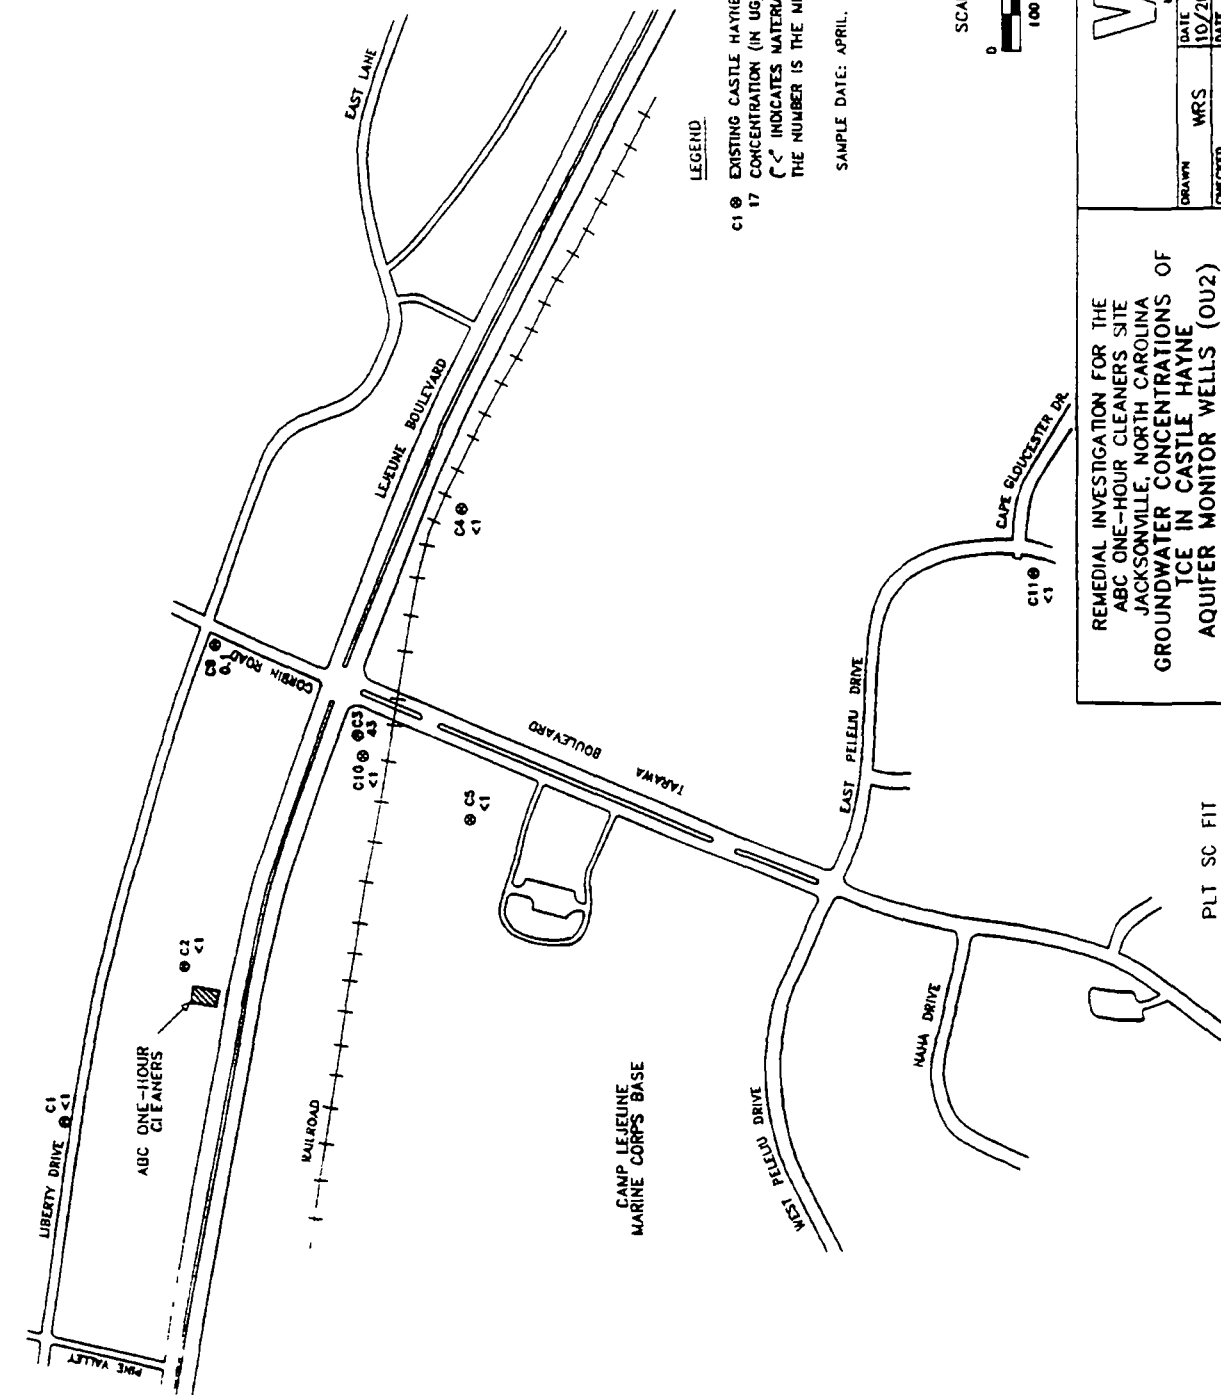 PINE VALLEY
LIBERTY DRIVE
C1
<1
ABC ONE-HOUR
CLEANERS
C2
<1
RAILROAD
CORBIN ROAD
C3
43
C10
<1
C5
<1
C4
<1
LEJEUNE BOULEVARD
EAST LANE
TARAWA BOULEVARD
CAMP LEJEUNE
MARINE CORPS BASE
WEST PELELIU DRIVE
EAST PELELIU DRIVE
NAHA DRIVE
CAPE GLOUCESTER DR.
C11
<1
LEGEND
C1 EXISTING CASTLE HAYNE
17 CONCENTRATION (IN UG
("<" INDICATES MATERIA
THE NUMBER IS THE
SAMPLE DATE: APRIL,
SCA
0
100
REMEDIAL INVESTIGATION FOR THE
ABC ONE-HOUR CLEANERS SITE
JACKSONVILLE, NORTH CAROLINA
GROUNDWATER CONCENTRATIONS OF
TCE IN CASTLE HAYNE
AQUIFER MONITOR WELLS (OU2)
DRAWN
WRS
DATE
10/2
CHECKED
DATE
PLT SC FIT